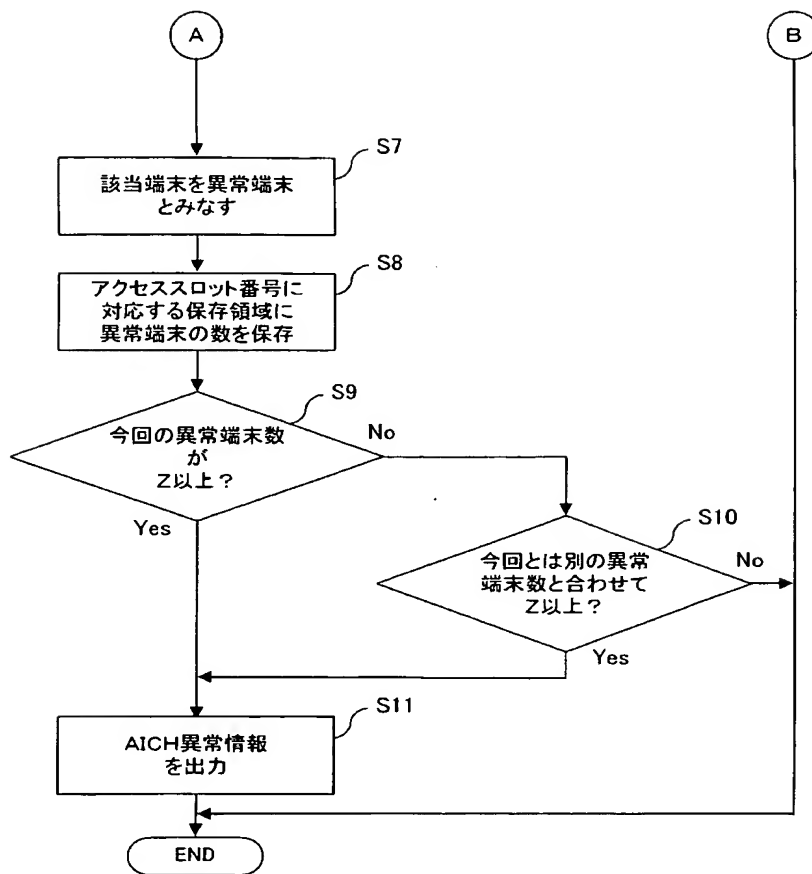 A
B
S7
該当端末を異常端末
とみなす
S8
アクセススロット番号に
対応する保存領域に
異常端末の数を保存
S9
今回の異常端末数
が
Z以上?
No
Yes
S10
今回とは別の異常
端末数と合わせて
Z以上?
No
Yes
S11
AICH異常情報
を出力
END